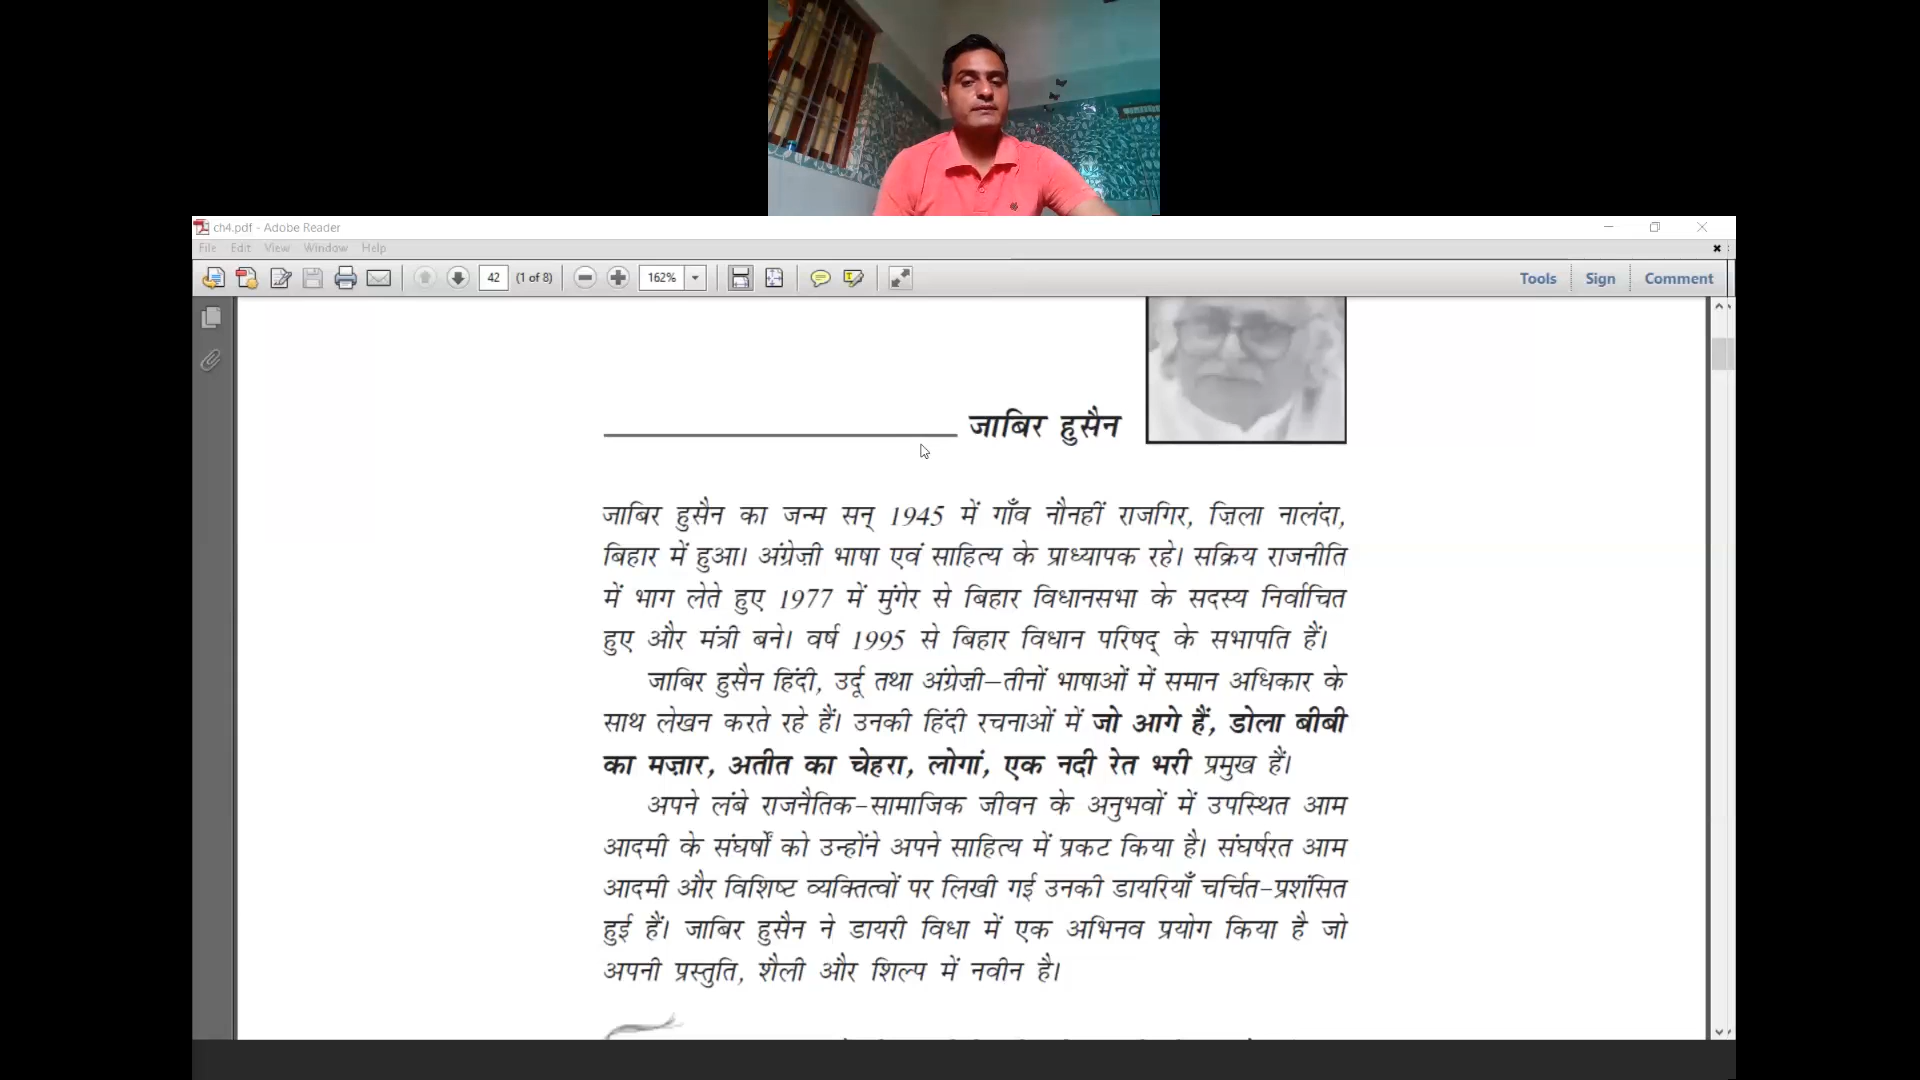 ch4.pdf - Adobe Reader
File Edit View Window Help
42 (1 of 8) 162% Tools Sign Comment
जाबिर हुसैन
जाबिर हुसैन का जन्म सन् 1945 में गाँव नौनहीं राजगिर, ज़िला नालंदा,
बिहार में हुआ। अंग्रेज़ी भाषा एवं साहित्य के प्राध्यापक रहे। सक्रिय राजनीति
में भाग लेते हुए 1977 में मुंगेर से बिहार विधानसभा के सदस्य निर्वाचित
हुए और मंत्री बने। वर्ष 1995 से बिहार विधान परिषद् के सभापति हैं।
जाबिर हुसैन हिंदी, उर्दू तथा अंग्रेज़ी–तीनों भाषाओं में समान अधिकार के
साथ लेखन करते रहे हैं। उनकी हिंदी रचनाओं में जो आगे हैं, डोला बीबी
का मज़ार, अतीत का चेहरा, लोगां, एक नदी रेत भरी प्रमुख हैं।
अपने लंबे राजनैतिक-सामाजिक जीवन के अनुभवों में उपस्थित आम
आदमी के संघर्षों को उन्होंने अपने साहित्य में प्रकट किया है। संघर्षरत आम
आदमी और विशिष्ट व्यक्तित्वों पर लिखी गई उनकी डायरियाँ चर्चित-प्रशंसित
हुई हैं। जाबिर हुसैन ने डायरी विधा में एक अभिनव प्रयोग किया है जो
अपनी प्रस्तुति, शैली और शिल्प में नवीन है।